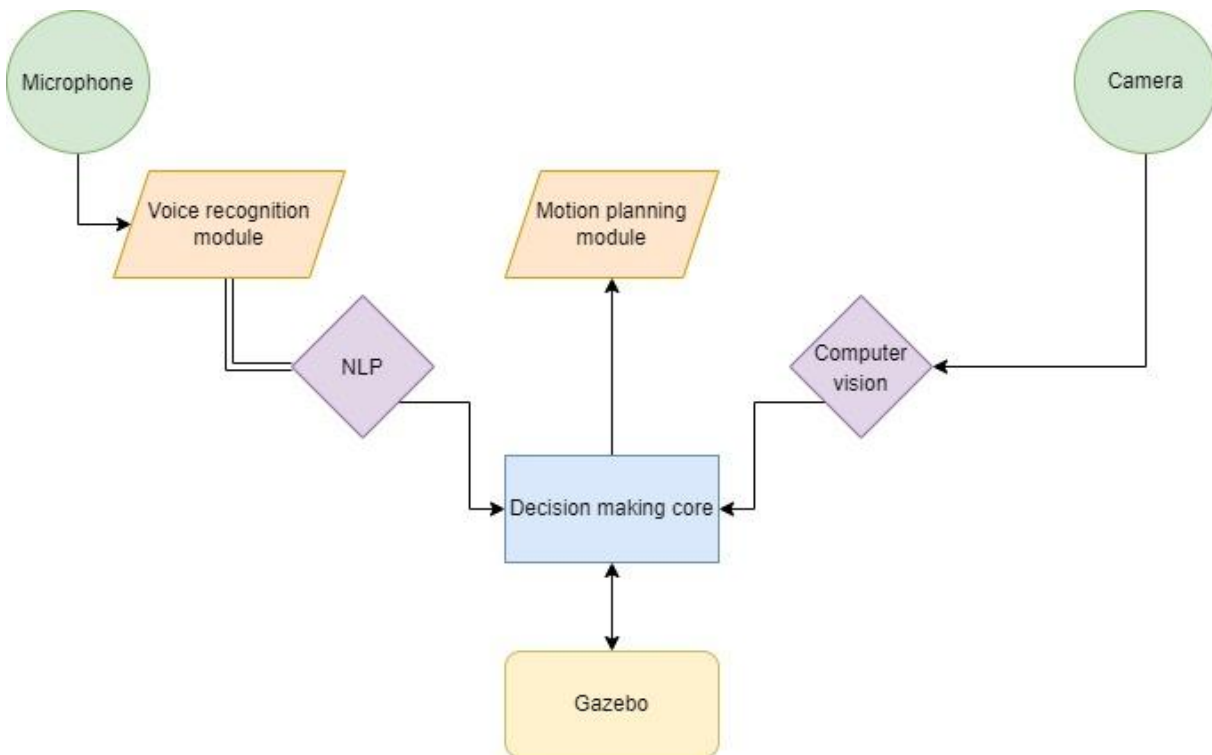 Microphone
Camera
Voice recognition
module
Motion planning
module
NLP
Computer
vision
Decision making core
Gazebo